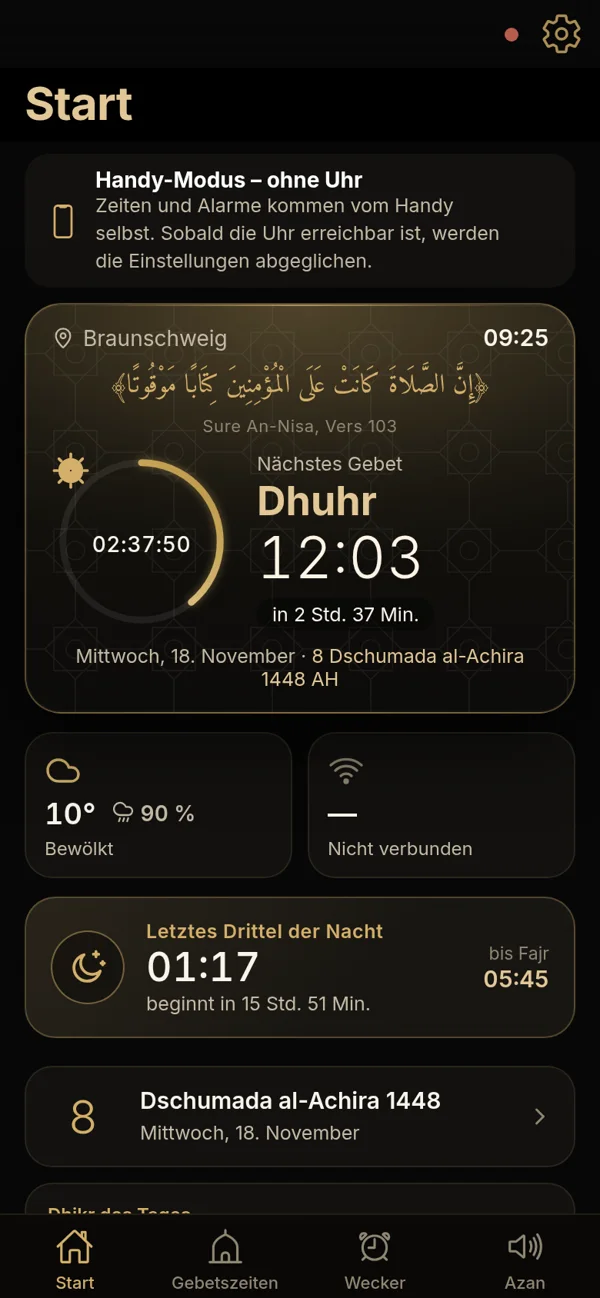 Start
Handy-Modus – ohne Uhr
Zeiten und Alarme kommen vom Handy
selbst. Sobald die Uhr erreichbar ist, werden
die Einstellungen abgeglichen.
Braunschweig
09:25
﴿إِنَّ الصَّلَاةَ كَانَتْ عَلَى الْمُؤْمِنِينَ كِتَابًا مَوْقُوتًا﴾
Sure An-Nisa, Vers 103
Nächstes Gebet
Dhuhr
02:37:50
12:03
in 2 Std. 37 Min.
Mittwoch, 18. November · 8 Dschumada al-Achira
1448 AH
10° 90 %
Bewölkt
—
Nicht verbunden
Letztes Drittel der Nacht
01:17
beginnt in 15 Std. 51 Min.
bis Fajr
05:45
8
Dschumada al-Achira 1448
Mittwoch, 18. November
Dhikr des Tages
Start
Gebetszeiten
Wecker
Azan